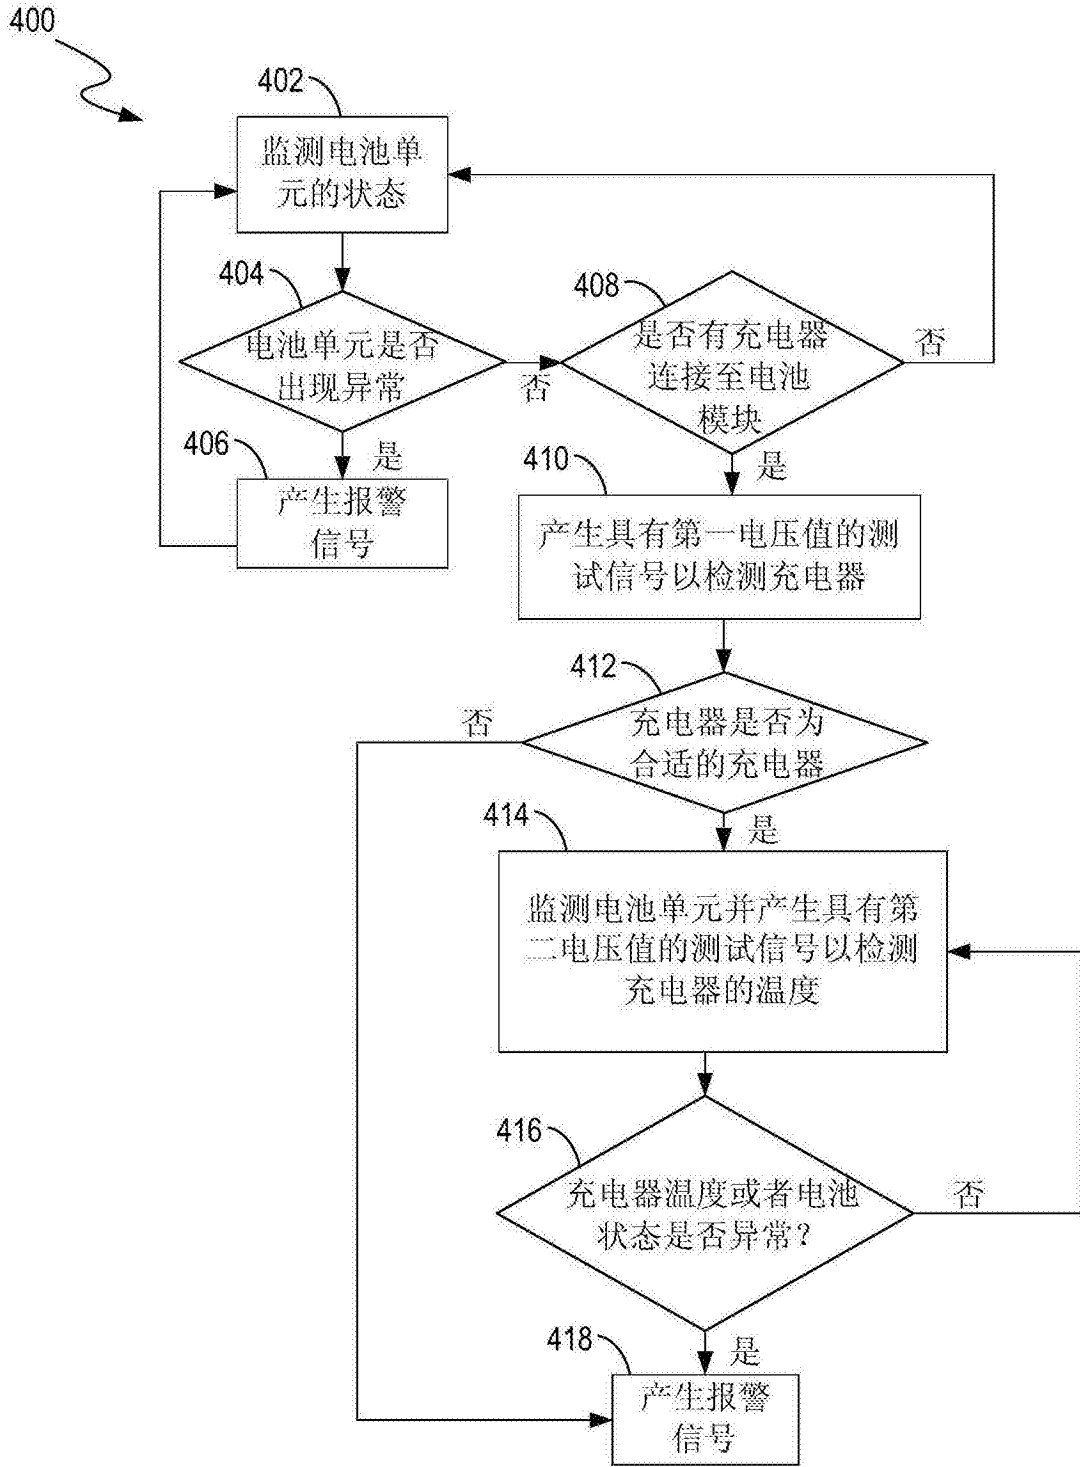 400
402
监测电池单
元的状态
404
电池单元是否
出现异常
否
408
是否有充电器
连接至电池
模块
否
406
是
产生报警
信号
410
是
产生具有第一电压值的测
试信号以检测充电器
412
充电器是否为
合适的充电器
否
414
是
监测电池单元并产生具有第
二电压值的测试信号以检测
充电器的温度
416
充电器温度或者电池
状态是否异常？
否
418
是
产生报警
信号